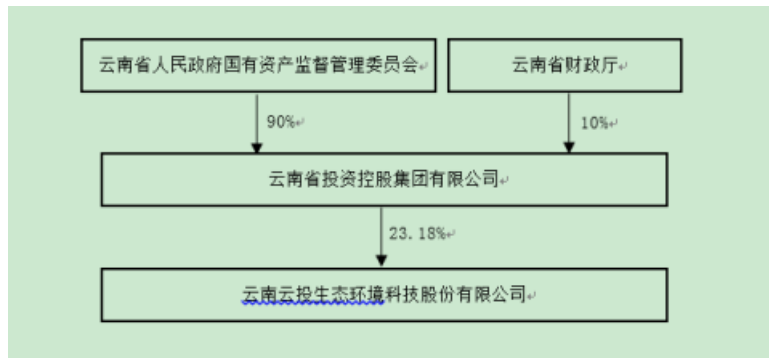 云南省人民政府国有资产监督管理委员会
云南省财政厅
90%
10%
云南省投资控股集团有限公司
23.18%
云南云投生态环境科技股份有限公司